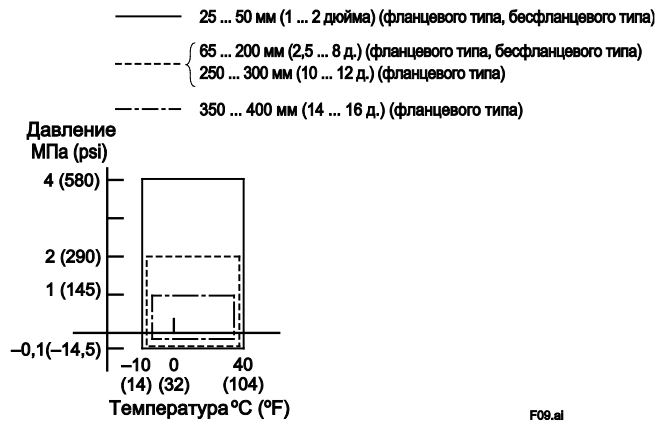 25 ... 50 мм (1 ... 2 дюйма) (фланцевого типа, бесфланцевого типа)
65 ... 200 мм (2,5 ... 8 д.) (фланцевого типа, бесфланцевого типа)
250 ... 300 мм (10 ... 12 д.) (фланцевого типа)
350 ... 400 мм (14 ... 16 д.) (фланцевого типа)
Давление
МПа (psi)
4 (580)
2 (290)
1 (145)
–0,1(–14,5)
–10 0 40
(14) (32) (104)
Температура ºC (ºF)
F09.ai